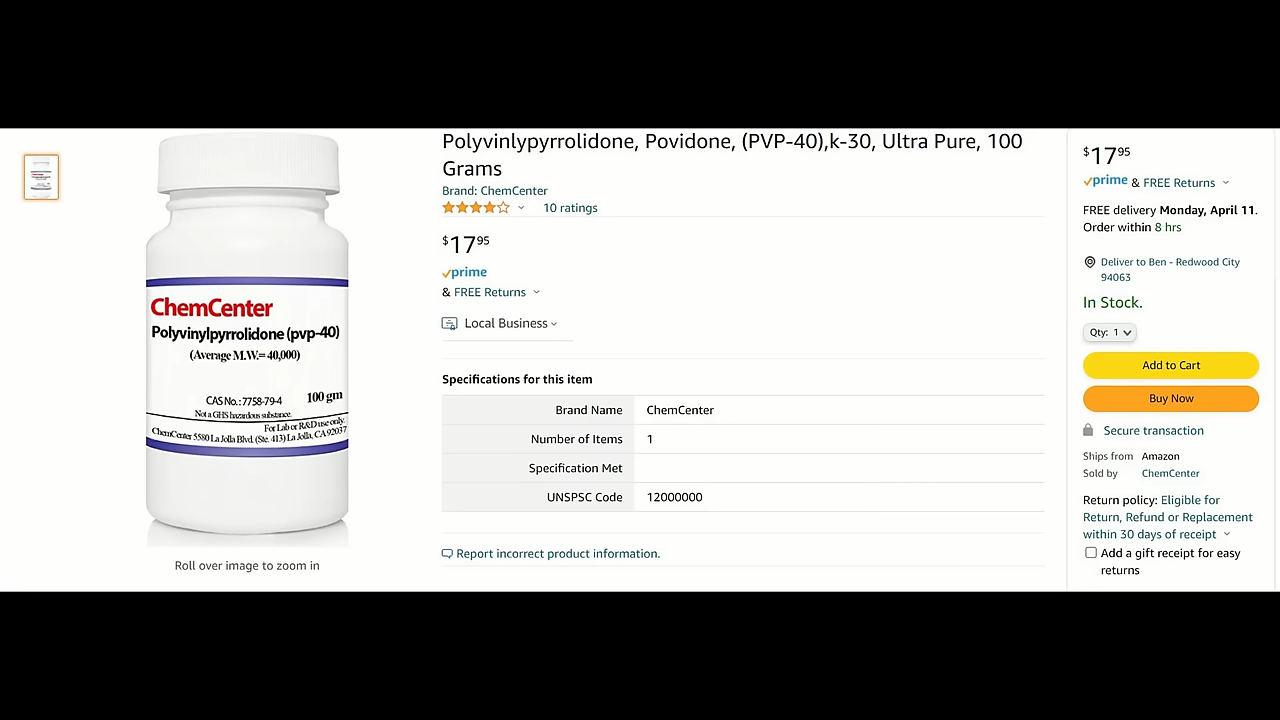 ChemCenter
Polyvinylpyrrolidone (pvp-40)
(Average M.W.= 40,000)
CAS No.: 7758-79-4
100 gm
Not a GHS hazardous substance.
For Lab or R&D use only.
ChemCenter 5580 La Jolla Blvd. (Ste. 413) La Jolla, CA 92037
Roll over image to zoom in
Polyvinlypyrrolidone, Povidone, (PVP-40),k-30, Ultra Pure, 100
Grams
Brand: ChemCenter
10 ratings
$1795
prime
& FREE Returns
Local Business
Specifications for this item
Brand Name ChemCenter
Number of Items 1
Specification Met
UNSPSC Code 12000000
Report incorrect product information.
$1795
prime & FREE Returns
FREE delivery Monday, April 11.
Order within 8 hrs
Deliver to Ben - Redwood City
94063
In Stock.
Qty: 1
Add to Cart
Buy Now
Secure transaction
Ships from Amazon
Sold by ChemCenter
Return policy: Eligible for
Return, Refund or Replacement
within 30 days of receipt
Add a gift receipt for easy
returns